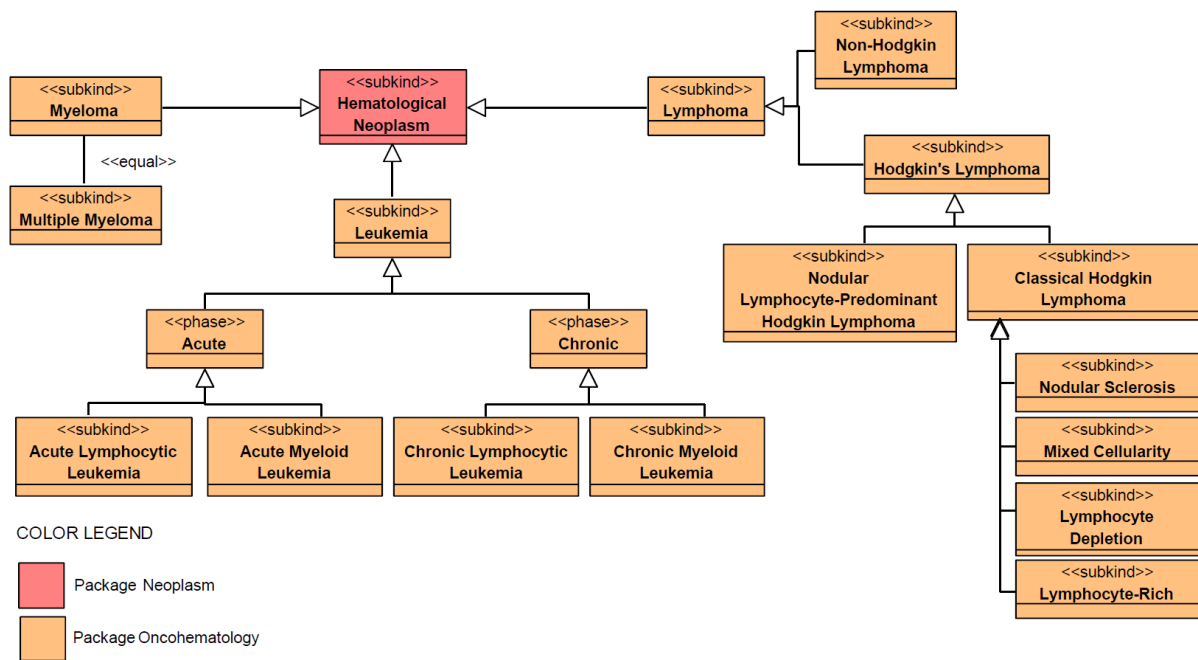 <<subkind>>
Non-Hodgkin
Lymphoma
<<subkind>>
Myeloma
<<subkind>>
Hematological
Neoplasm
<<subkind>>
Lymphoma
<<equal>>
<<subkind>>
Hodgkin's Lymphoma
<<subkind>>
Multiple Myeloma
<<subkind>>
Leukemia
<<subkind>>
Nodular
Lymphocyte-Predominant
Hodgkin Lymphoma
<<subkind>>
Classical Hodgkin
Lymphoma
<<phase>>
Acute
<<phase>>
Chronic
<<subkind>>
Nodular Sclerosis
<<subkind>>
Acute Lymphocytic
Leukemia
<<subkind>>
Acute Myeloid
Leukemia
<<subkind>>
Chronic Lymphocytic
Leukemia
<<subkind>>
Chronic Myeloid
Leukemia
<<subkind>>
Mixed Cellularity
<<subkind>>
Lymphocyte
Depletion
<<subkind>>
Lymphocyte-Rich
COLOR LEGEND
Package Neoplasm
Package Oncohematology